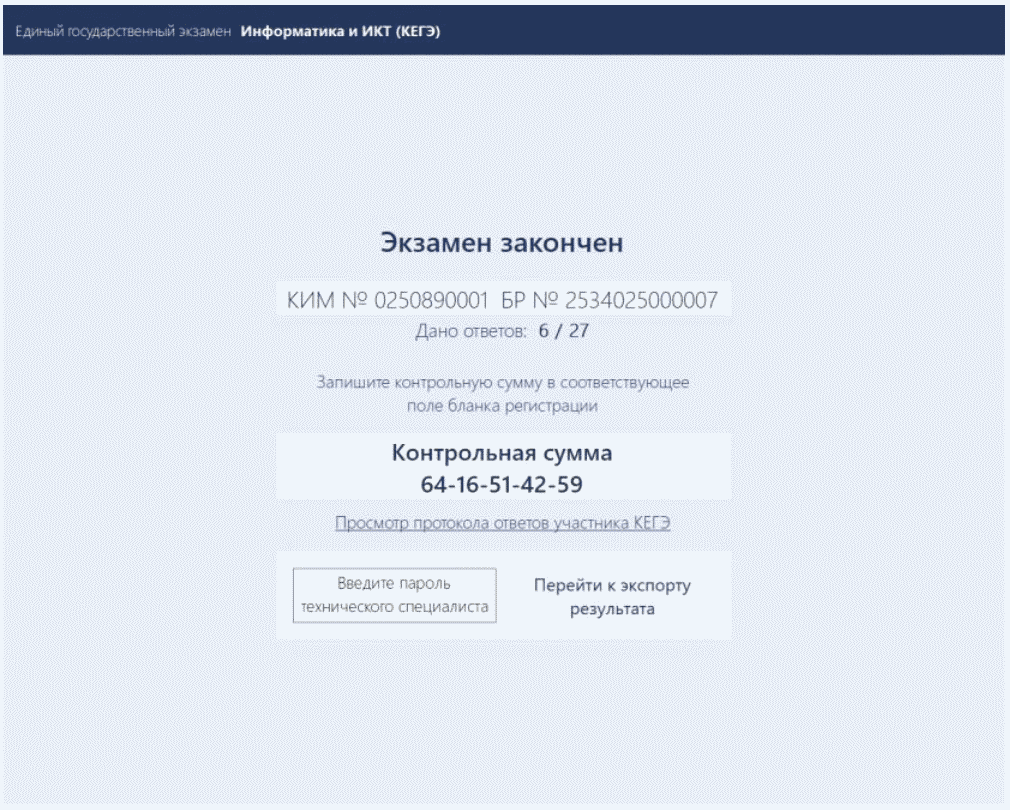 Единый государственный экзамен Информатика и ИКТ (КЕГЭ)
Экзамен закончен
КИМ № 0250890001 БР № 2534025000007
Дано ответов: 6 / 27
Запишите контрольную сумму в соответствующее
поле бланка регистрации
Контрольная сумма
64-16-51-42-59
Просмотр протокола ответов участника КЕГЭ
Введите пароль
технического специалиста
Перейти к экспорту
результата